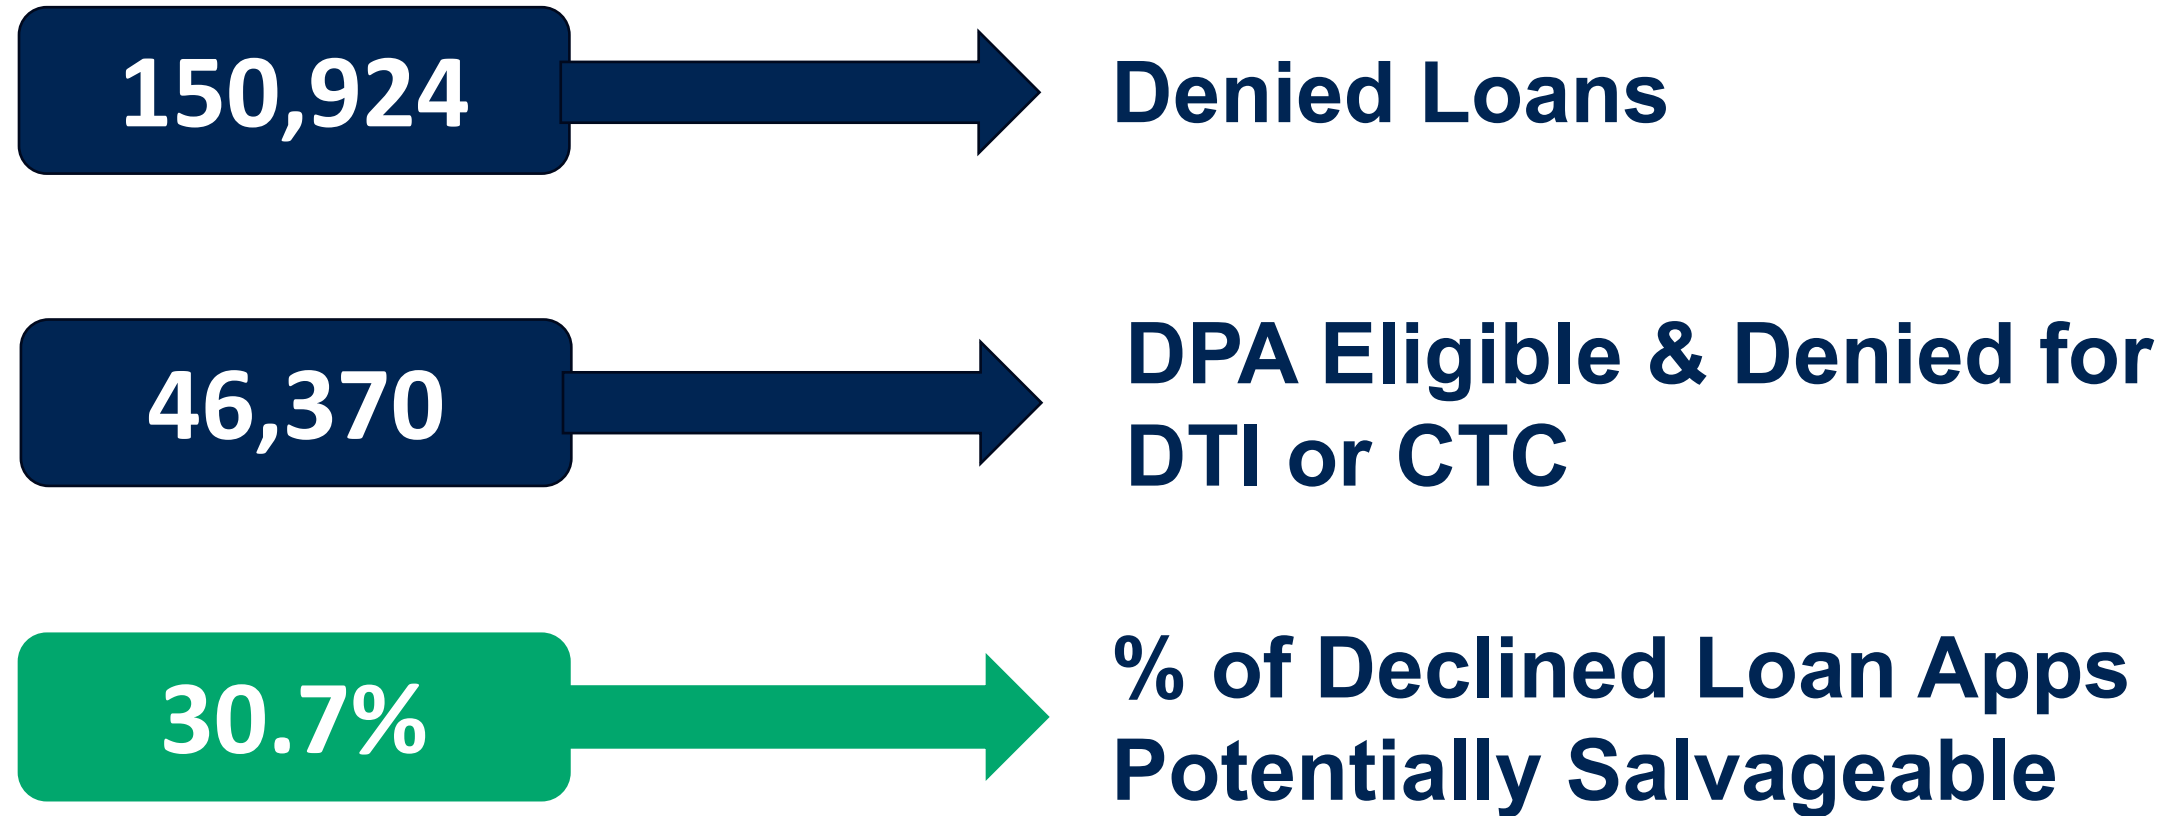 150,924
Denied Loans
46,370
DPA Eligible & Denied for
DTI or CTC
30.7%
% of Declined Loan Apps
Potentially Salvageable